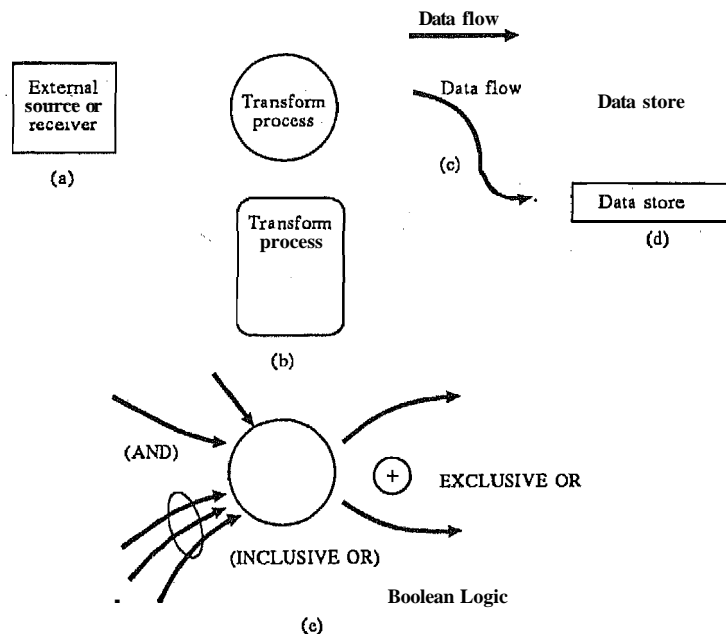 Data flow
External
source or
receiver
(a)
Transform
process
Data flow
(c)
Data store
Data store
(d)
Transform
process
(b)
(AND)
+
EXCLUSIVE OR
(INCLUSIVE OR)
Boolean Logic
(e)